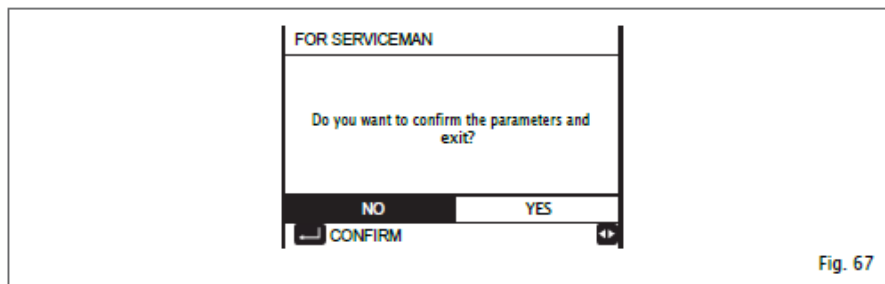 FOR SERVICEMAN
Do you want to confirm the parameters and
exit?
NO YES
CONFIRM
Fig. 67